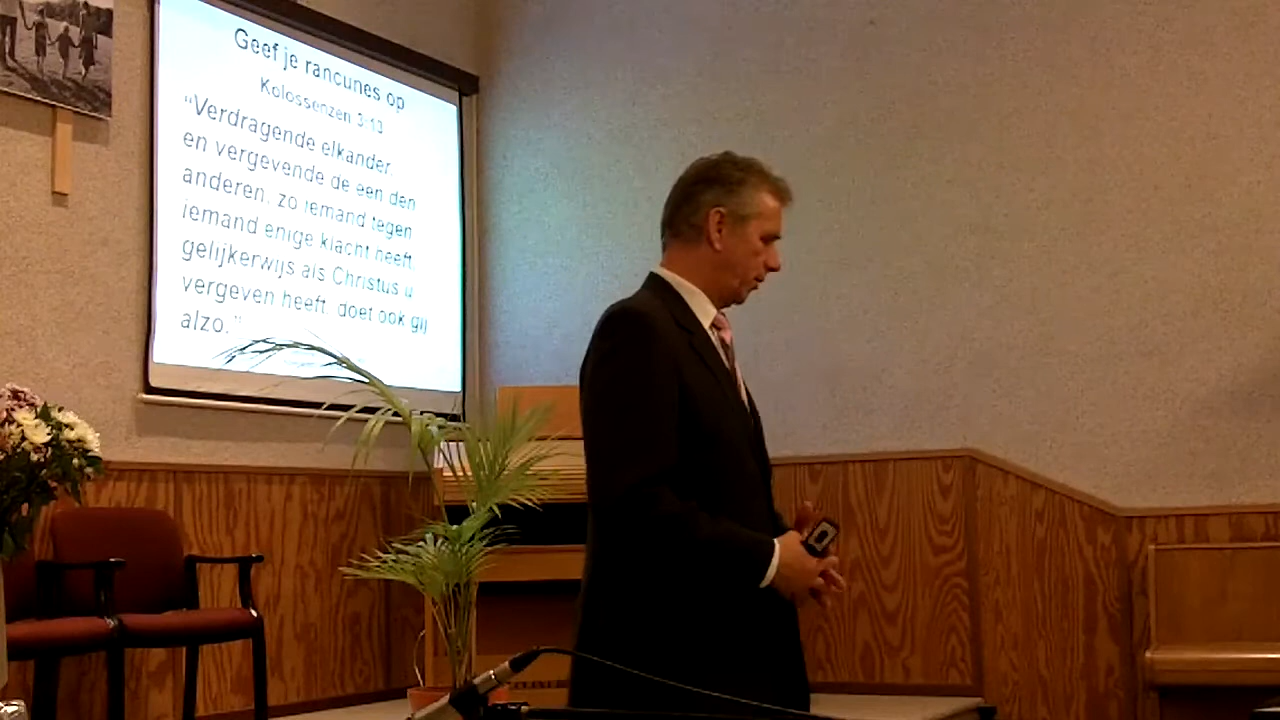 Geef je rancunes op
Kolossenzen 3:13
“Verdragende elkander,
en vergevende de een den
anderen, zo iemand tegen
iemand enige klacht heeft,
gelijkerwijs als Christus u
vergeven heeft, doet ook gij
alzo.”